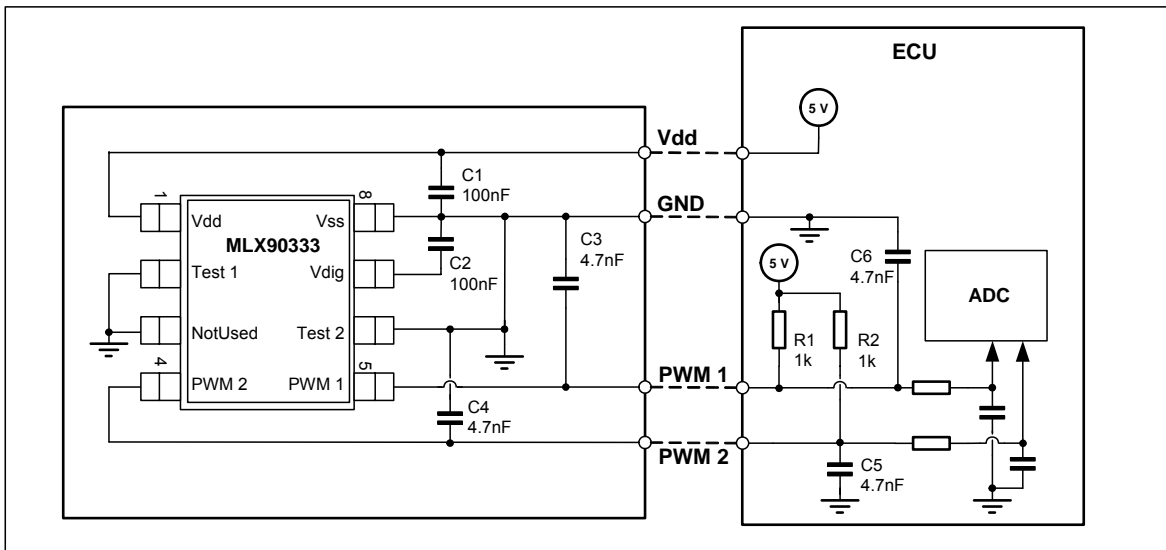 ECU
5 V
Vdd
C1
100nF
GND
1
8
Vdd
Vss
MLX90333
C3
4.7nF
C6
4.7nF
C2
100nF
Test 1
Vdig
5 V
ADC
NotUsed
Test 2
R1
1k
R2
1k
4
5
PWM 2
PWM 1
PWM 1
C4
4.7nF
PWM 2
C5
4.7nF